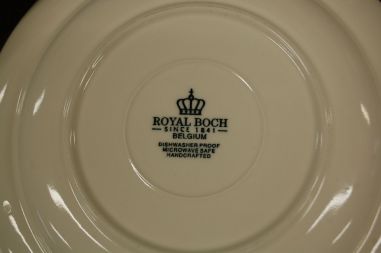 ROYAL BOCH
SINCE 1841
BELGIUM
DISHWASHER PROOF
MICROWAVE SAFE
HANDCRAFTED